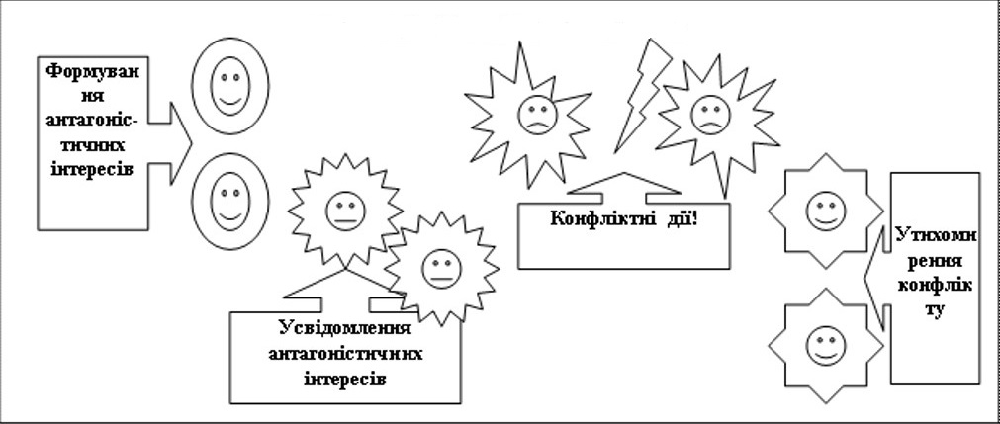 Формуван
ня
антагоніс-
тичних
інтересів
Усвідомлення
антагоністичних
інтересів
Конфліктні дії!
Утихоми
рення
конфлік
ту